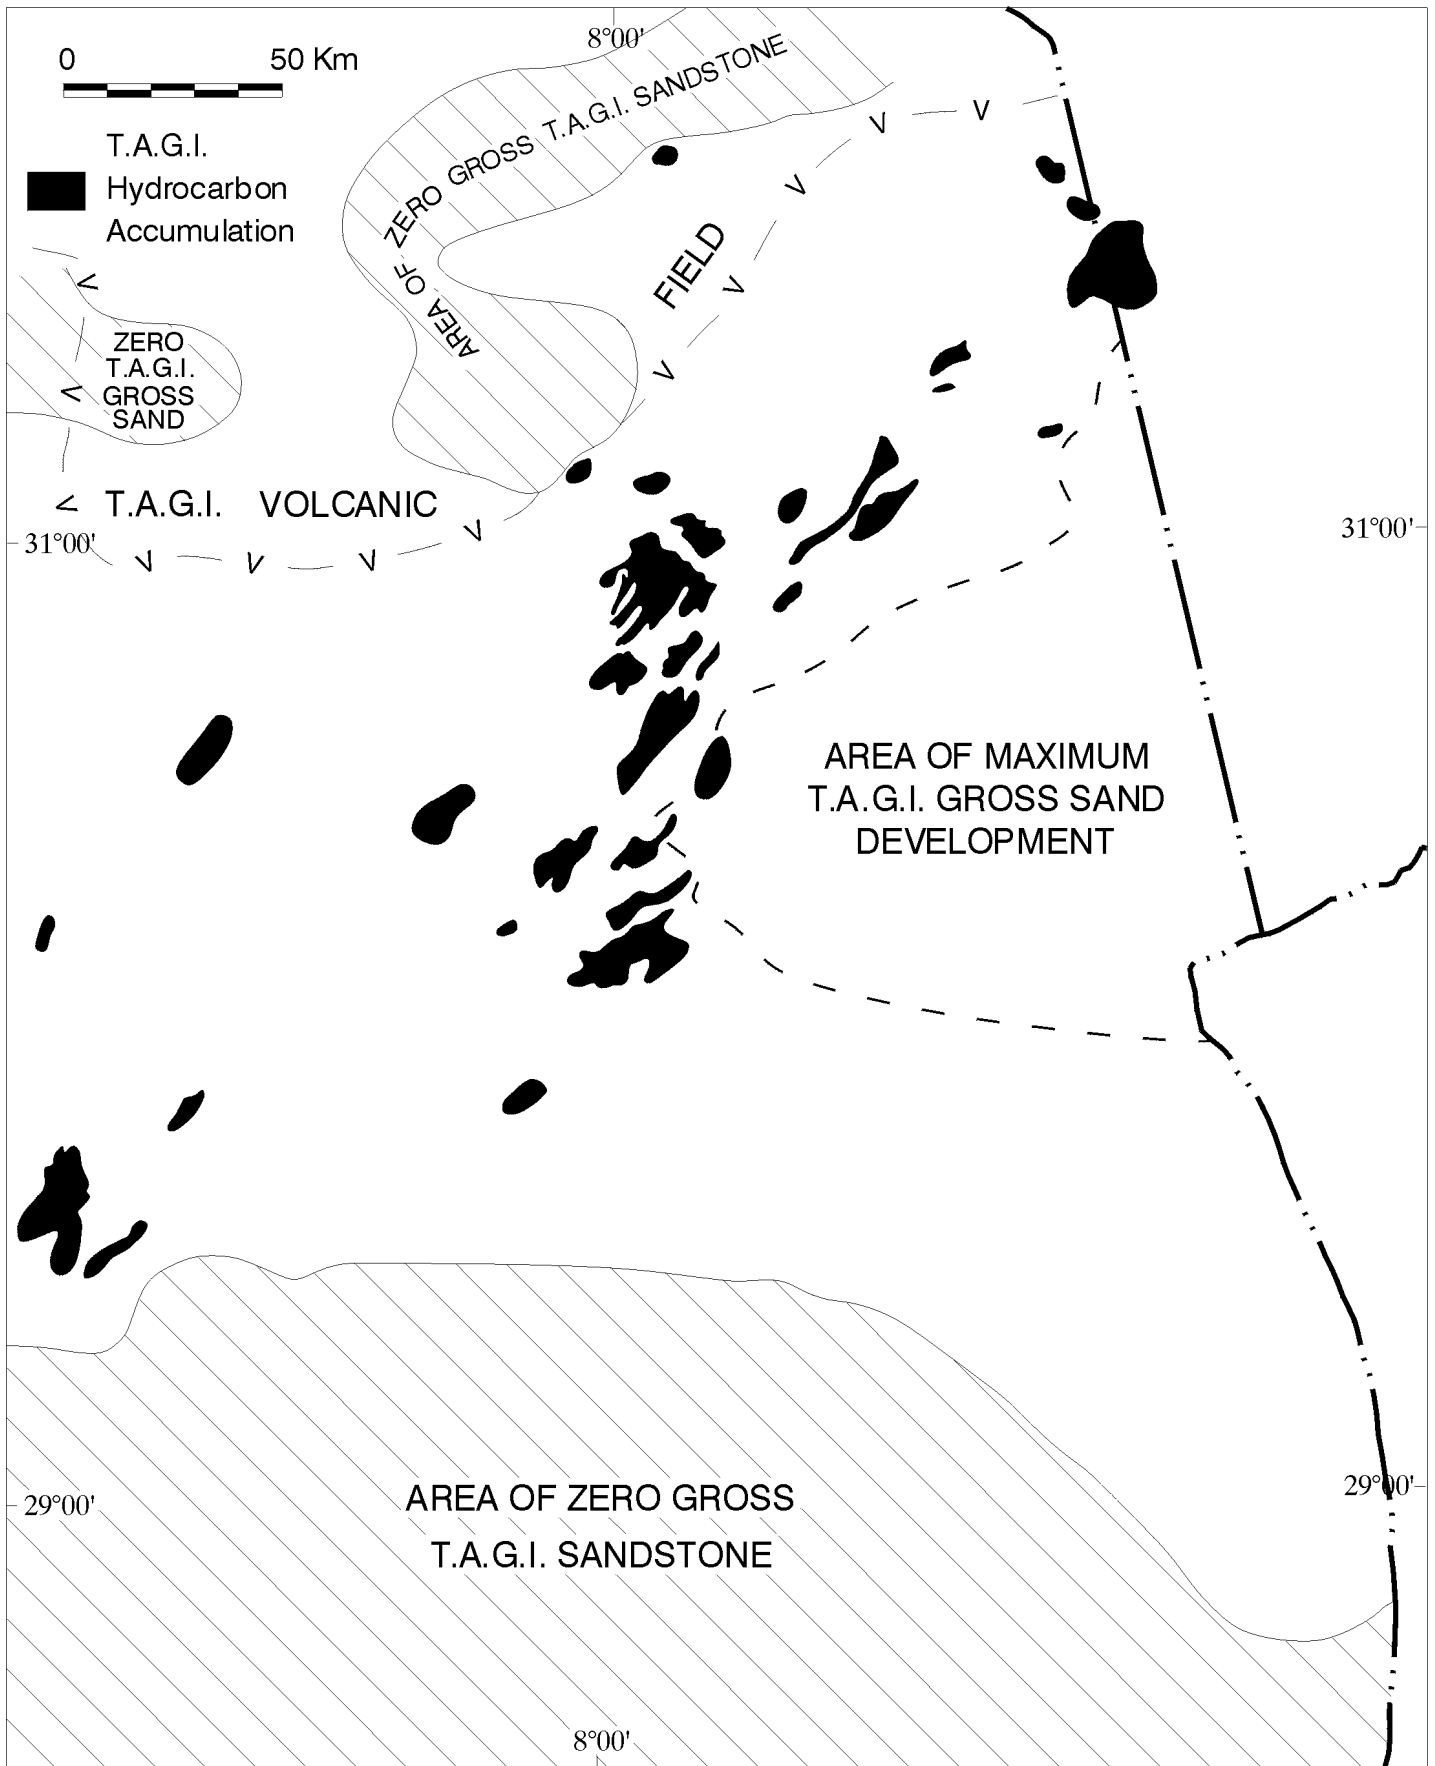 8°00'
0 50 Km
T.A.G.I.
Hydrocarbon
Accumulation
AREA OF ZERO GROSS T.A.G.I. SANDSTONE
FIELD
ZERO
T.A.G.I.
GROSS
SAND
T.A.G.I. VOLCANIC
31°00'
31°00'
AREA OF MAXIMUM
T.A.G.I. GROSS SAND
DEVELOPMENT
29°00'
29°00'
AREA OF ZERO GROSS
T.A.G.I. SANDSTONE
8°00'